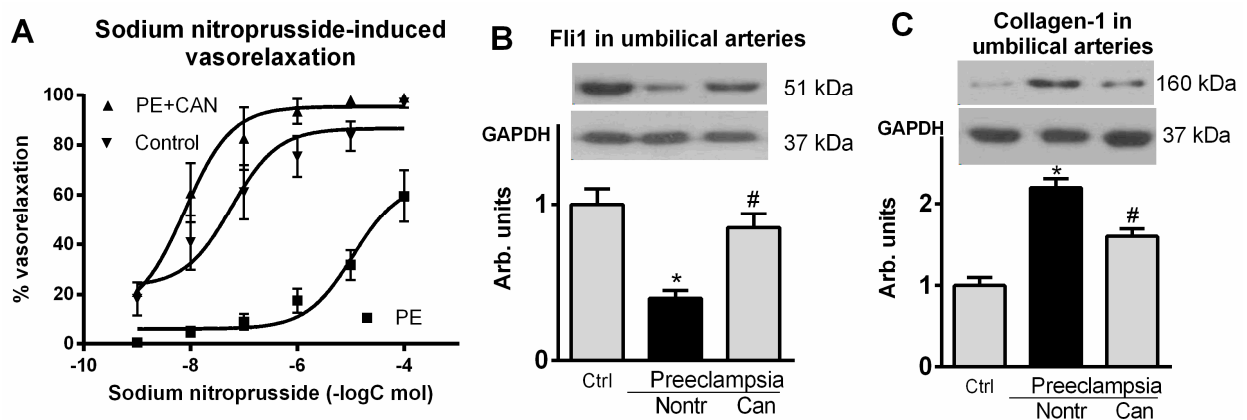 A
Sodium nitroprusside-induced
vasorelaxation
% vasorelaxation
100
80
60
40
20
0
PE+CAN
Control
PE
-10
-8
-6
-4
Sodium nitroprusside (-logC mol)
B
Fli1 in umbilical arteries
51 kDa
GAPDH
37 kDa
Arb. units
1
0
*
#
Ctrl
Preeclampsia
Nontr
Can
C
Collagen-1 in
umbilical arteries
160 kDa
GAPDH
37 kDa
Arb. units
2
1
0
*
#
Ctrl
Preeclampsia
Nontr
Can